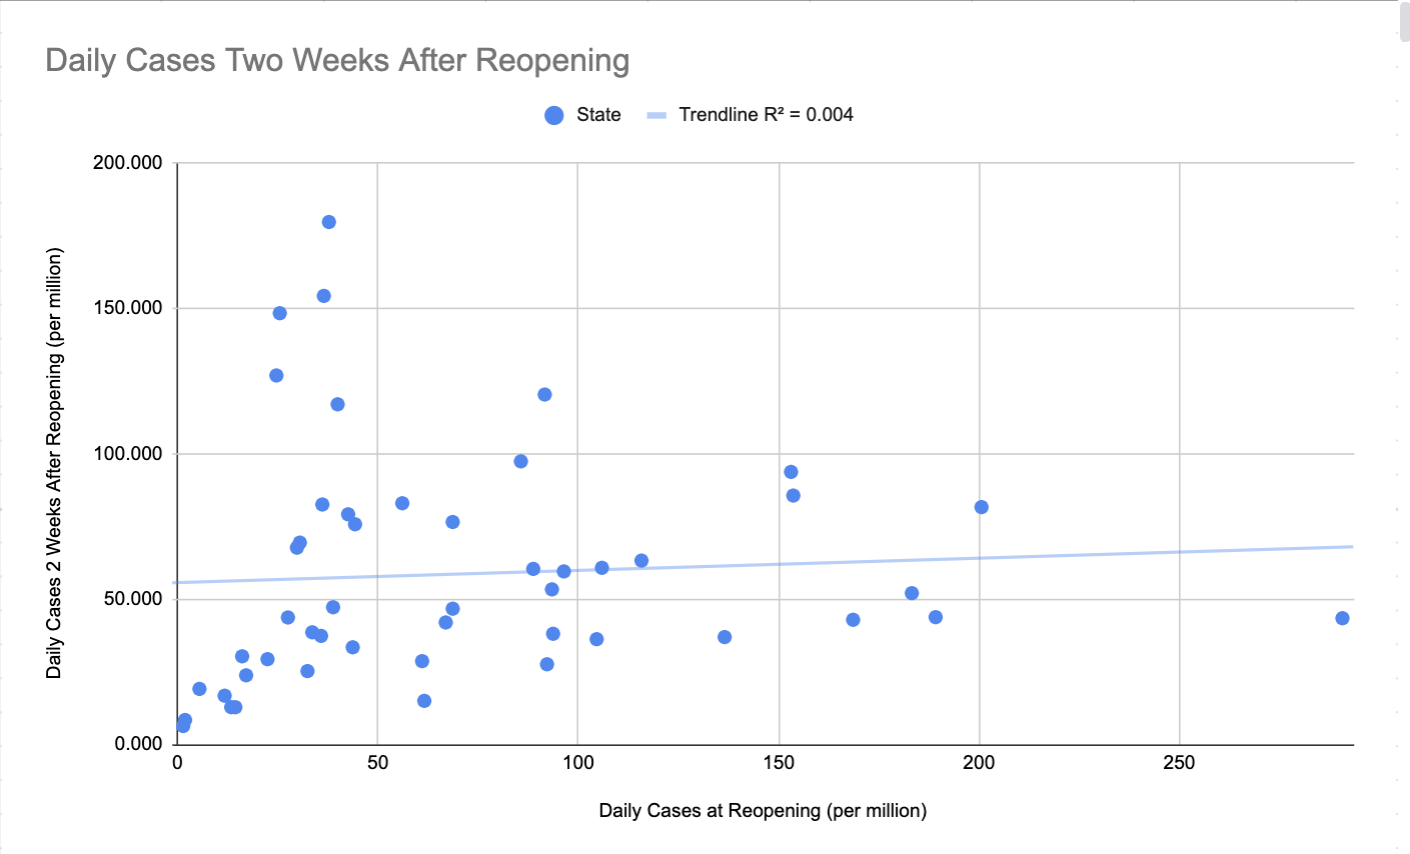 Daily Cases Two Weeks After Reopening
State Trendline R² = 0.004
200.000
150.000
100.000
50.000
0.000
Daily Cases 2 Weeks After Reopening (per million)
0 50 100 150 200 250
Daily Cases at Reopening (per million)